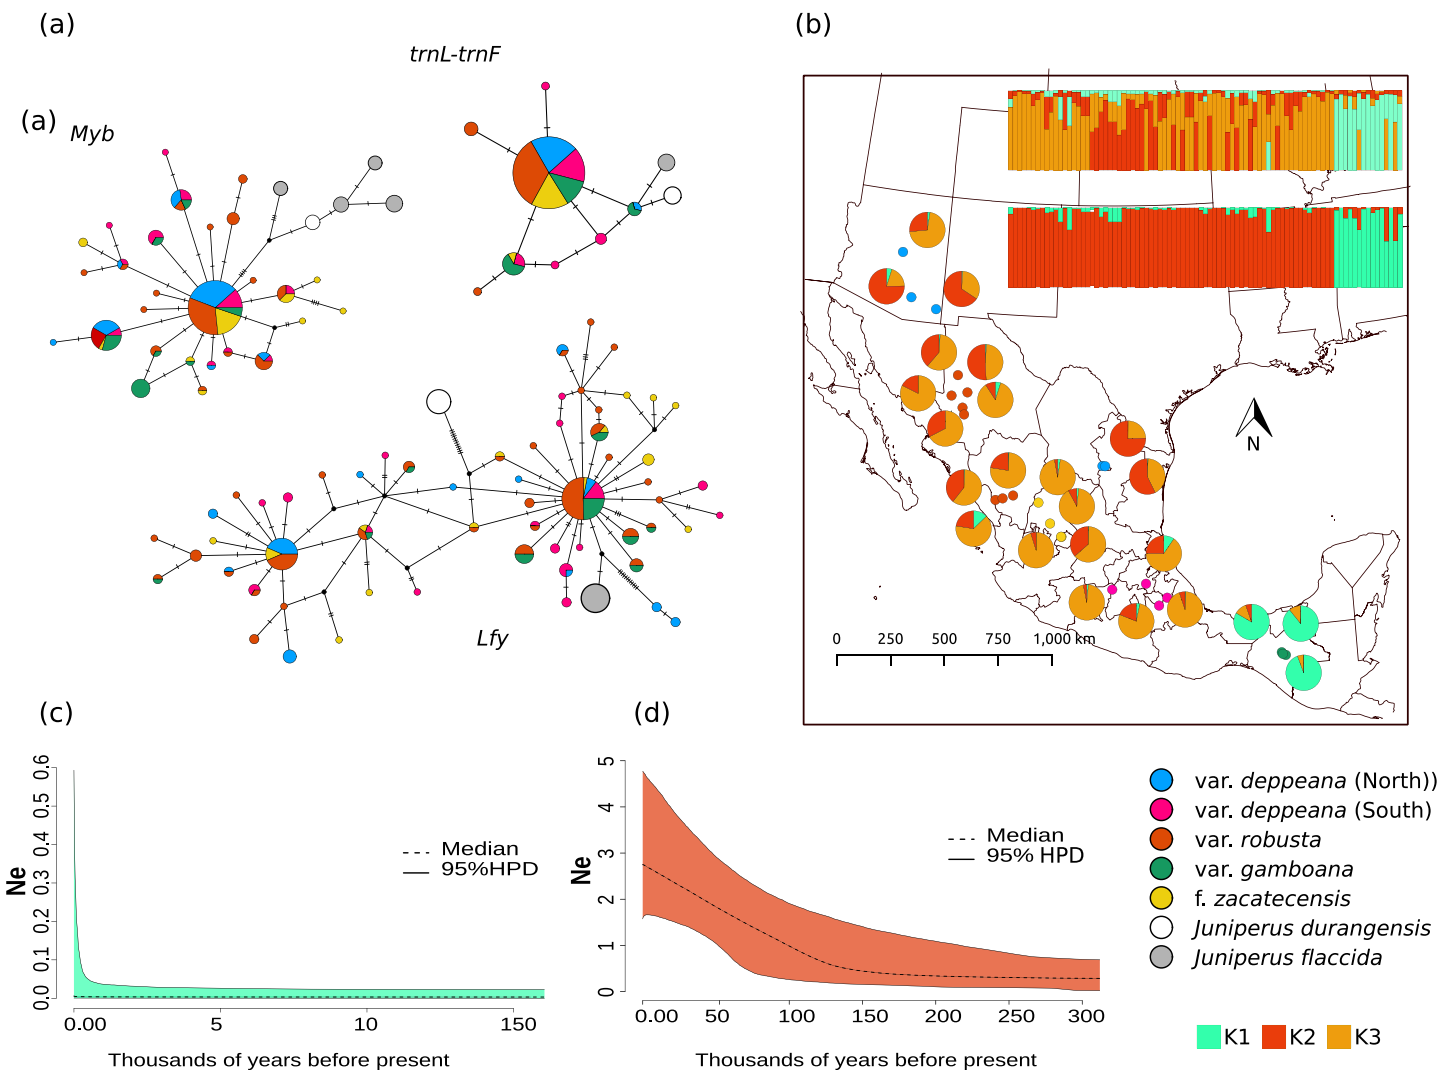 (a)
(b)
trnL-trnF
(a)
Myb
Lfy
N
0 250 500 750 1,000 km
(c)
(d)
0.6
0.5
0.4
0.3
0.2
0.1
0.0
Ne
Median
95%HPD
0.00 5 10 150
Thousands of years before present
5
4
3
2
1
0
Ne
Median
95% HPD
0.00 50 100 150 200 250 300
Thousands of years before present
var. deppeana (North))
var. deppeana (South)
var. robusta
var. gamboana
f. zacatecensis
Juniperus durangensis
Juniperus flaccida
K1 K2 K3